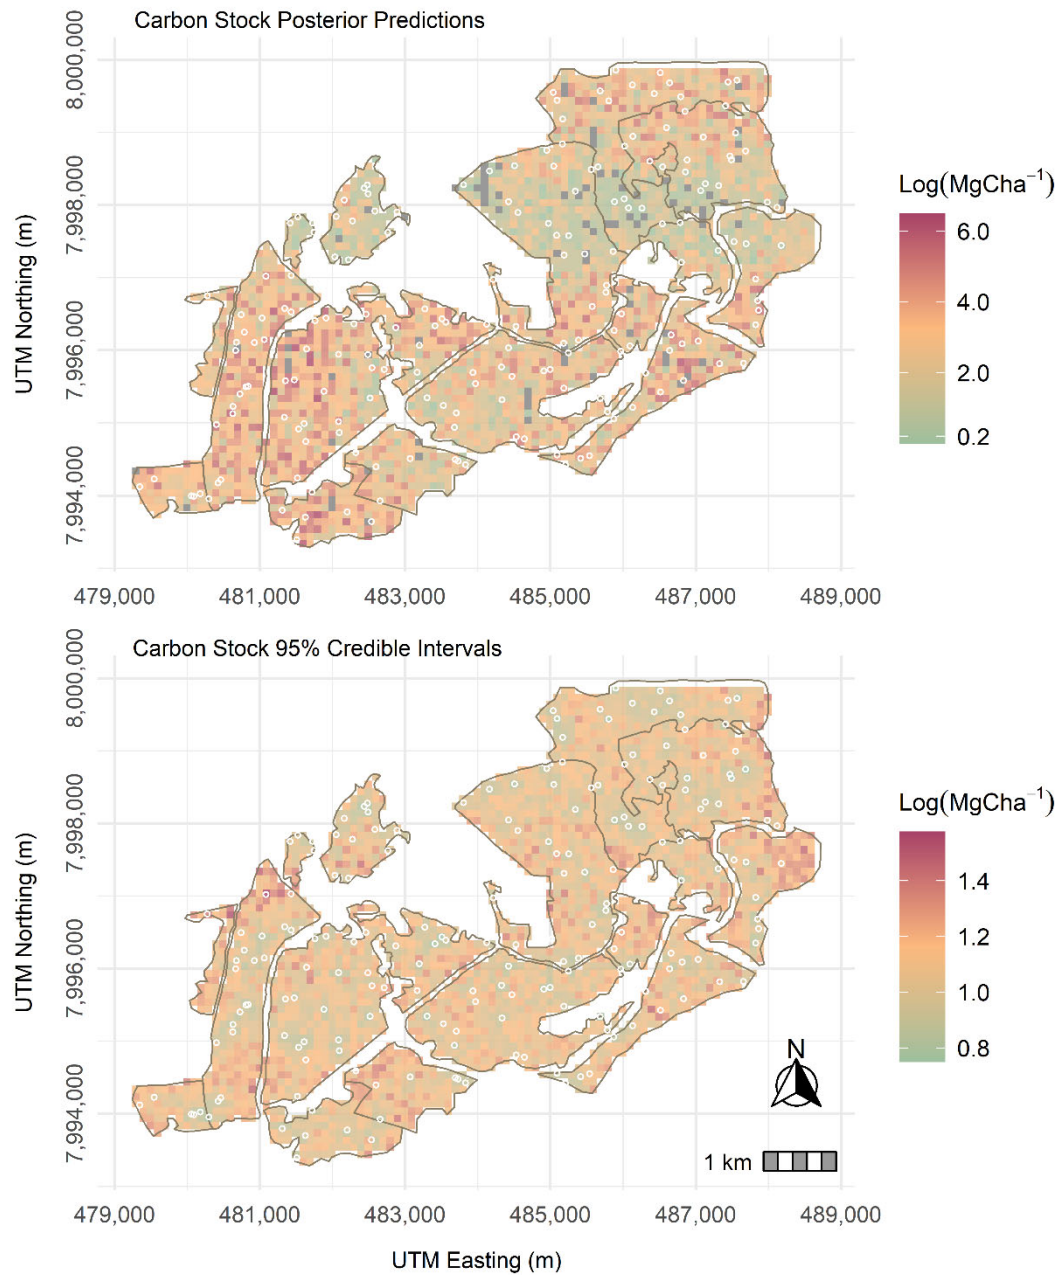 Carbon Stock Posterior Predictions
8,000,000
7,998,000
7,996,000
7,994,000
UTM Northing (m)
479,000 481,000 483,000 485,000 487,000 489,000
Log(MgCha⁻¹)
6.0
4.0
2.0
0.2
Carbon Stock 95% Credible Intervals
8,000,000
7,998,000
7,996,000
7,994,000
UTM Northing (m)
479,000 481,000 483,000 485,000 487,000 489,000
UTM Easting (m)
Log(MgCha⁻¹)
1.4
1.2
1.0
0.8
N
1 km